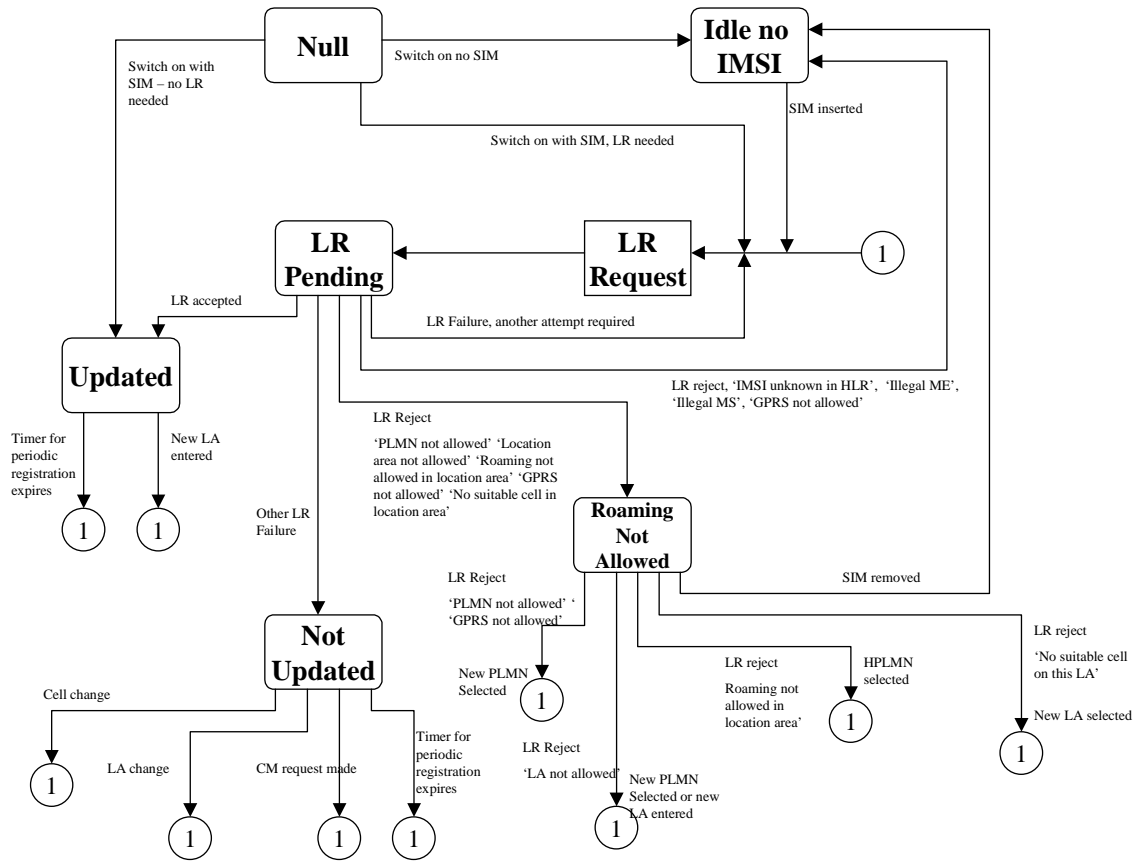 Null
Idle no
IMSI
Switch on with
SIM – no LR
needed
Switch on no SIM
SIM inserted
Switch on with SIM, LR needed
LR
Pending
LR
Request
1
LR accepted
LR Failure, another attempt required
Updated
LR reject, ‘IMSI unknown in HLR’, ‘Illegal ME’,
‘Illegal MS’, ‘GPRS not allowed’
Timer for
periodic
registration
expires
New LA
entered
1
1
LR Reject
‘PLMN not allowed’ ‘Location
area not allowed’ ‘Roaming not
allowed in location area’ ‘GPRS
not allowed’ ‘No suitable cell in
location area’
Other LR
Failure
Roaming
Not
Allowed
SIM removed
LR Reject
‘PLMN not allowed’ ‘
‘GPRS not allowed’
New PLMN
Selected
1
Not
Updated
LR reject
Roaming not
allowed in
location area’
HPLMN
selected
1
LR reject
‘No suitable cell
on this LA’
New LA selected
1
Cell change
1
LA change
1
CM request made
1
Timer for
periodic
registration
expires
1
LR Reject
‘LA not allowed’
New PLMN
Selected or new
LA entered
1